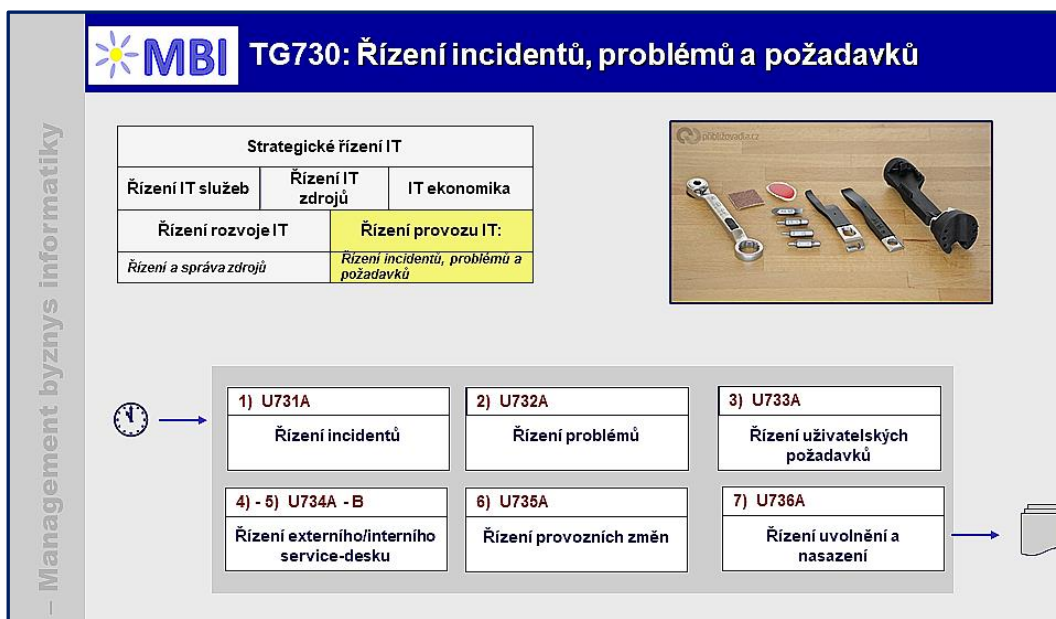 MBI
TG730: Řízení incidentů, problémů a požadavků
– Management byznys informatiky
Strategické řízení IT
Řízení IT služeb
Řízení IT
zdrojů
IT ekonomika
Řízení rozvoje IT
Řízení provozu IT:
Řízení a správa zdrojů
Řízení incidentů, problémů a
požadavků
přibližovadla.cz
1) U731A
Řízení incidentů
2) U732A
Řízení problémů
3) U733A
Řízení uživatelských
požadavků
4) - 5) U734A - B
Řízení externího/interního
service-desku
6) U735A
Řízení provozních změn
7) U736A
Řízení uvolnění a
nasazení